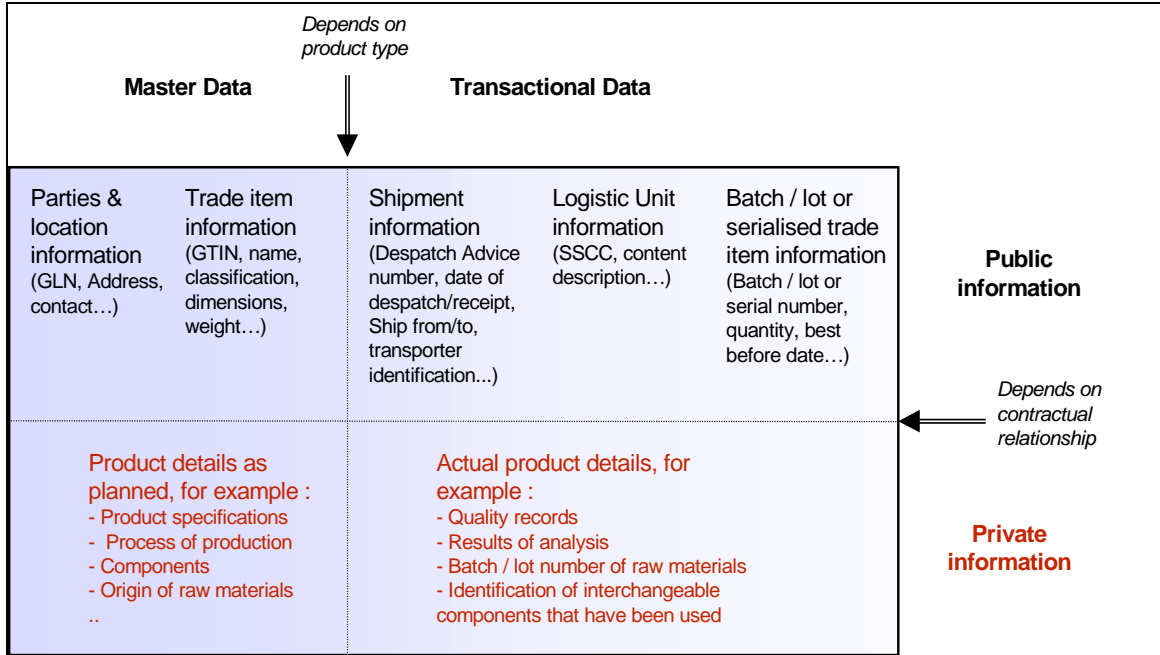 Depends on
product type
Master Data
Transactional Data
Parties &
location
information
(GLN, Address,
contact…)
Trade item
information
(GTIN, name,
classification,
dimensions,
weight…)
Shipment
information
(Despatch Advice
number, date of
despatch/receipt,
Ship from/to,
transporter
identification...)
Logistic Unit
information
(SSCC, content
description…)
Batch / lot or
serialised trade
item information
(Batch / lot or
serial number,
quantity, best
before date…)
Public
information
Depends on
contractual
relationship
Product details as
planned, for example :
- Product specifications
- Process of production
- Components
- Origin of raw materials
..
Actual product details, for
example :
- Quality records
- Results of analysis
- Batch / lot number of raw materials
- Identification of interchangeable
components that have been used
Private
information